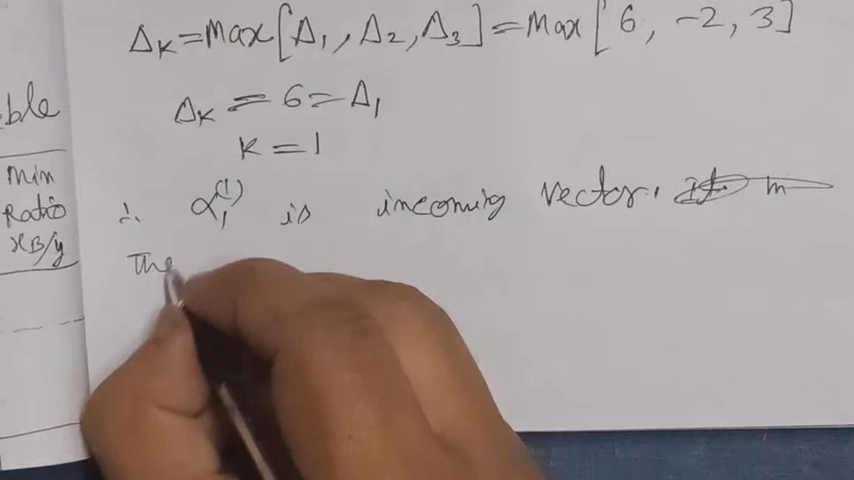 Δₖ = Max[Δ₁, Δ₂, Δ₃] = Max[6, -2, 3]
Δₖ = 6 = Δ₁
k = 1
∴ α₁⁽¹⁾ is incoming vector.
The
ble
Min
Ratio
xB/y